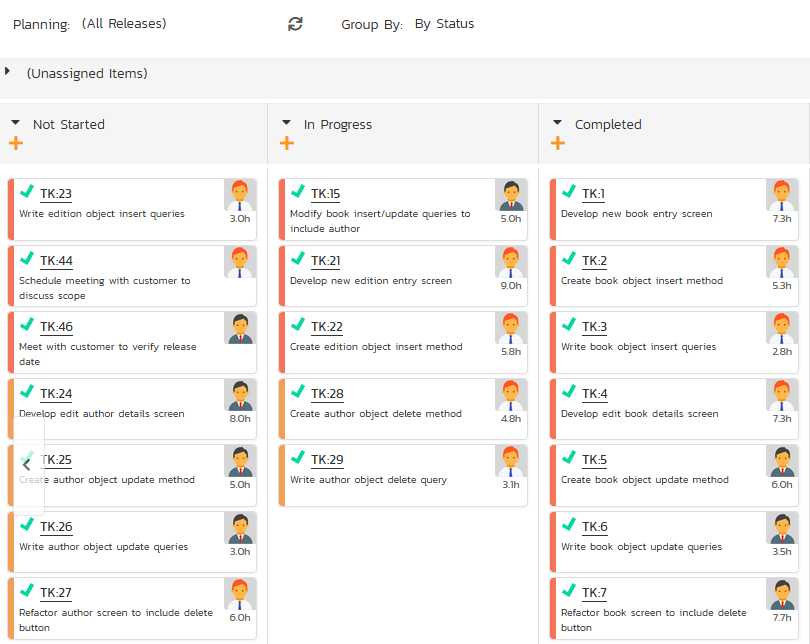 Planning: (All Releases) Group By: By Status
(Unassigned Items)
Not Started
TK:23
Write edition object insert queries
3.0h
TK:44
Schedule meeting with customer to
discuss scope
TK:46
Meet with customer to verify release
date
TK:24
Develop edit author details screen
8.0h
TK:25
Create author object update method
5.0h
TK:26
Write author object update queries
3.0h
TK:27
Refactor author screen to include delete
button
6.0h
In Progress
TK:15
Modify book insert/update queries to
include author
5.0h
TK:21
Develop new edition entry screen
9.0h
TK:22
Create edition object insert method
5.8h
TK:28
Create author object delete method
4.8h
TK:29
Write author object delete query
3.1h
Completed
TK:1
Develop new book entry screen
7.3h
TK:2
Create book object insert method
5.3h
TK:3
Write book object insert queries
2.8h
TK:4
Develop edit book details screen
7.3h
TK:5
Create book object update method
6.0h
TK:6
Write book object update queries
3.5h
TK:7
Refactor book screen to include delete
button
7.7h